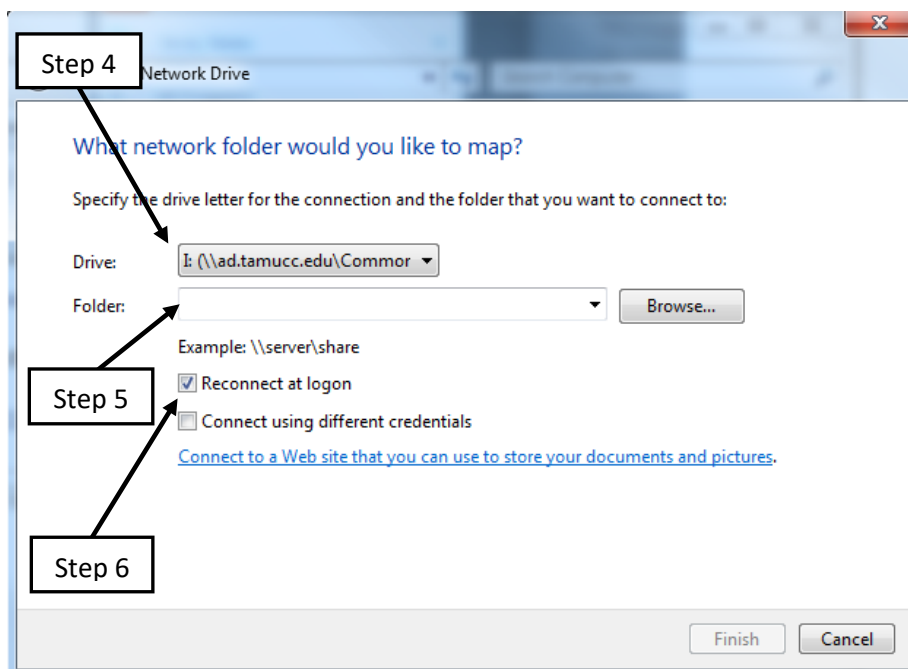 Step 4
Network Drive
What network folder would you like to map?
Specify the drive letter for the connection and the folder that you want to connect to:
Drive: I: (\\ad.tamucc.edu\Commor
Folder: Browse...
Example: \\server\share
Reconnect at logon
Step 5
Connect using different credentials
Connect to a Web site that you can use to store your documents and pictures.
Step 6
Finish Cancel